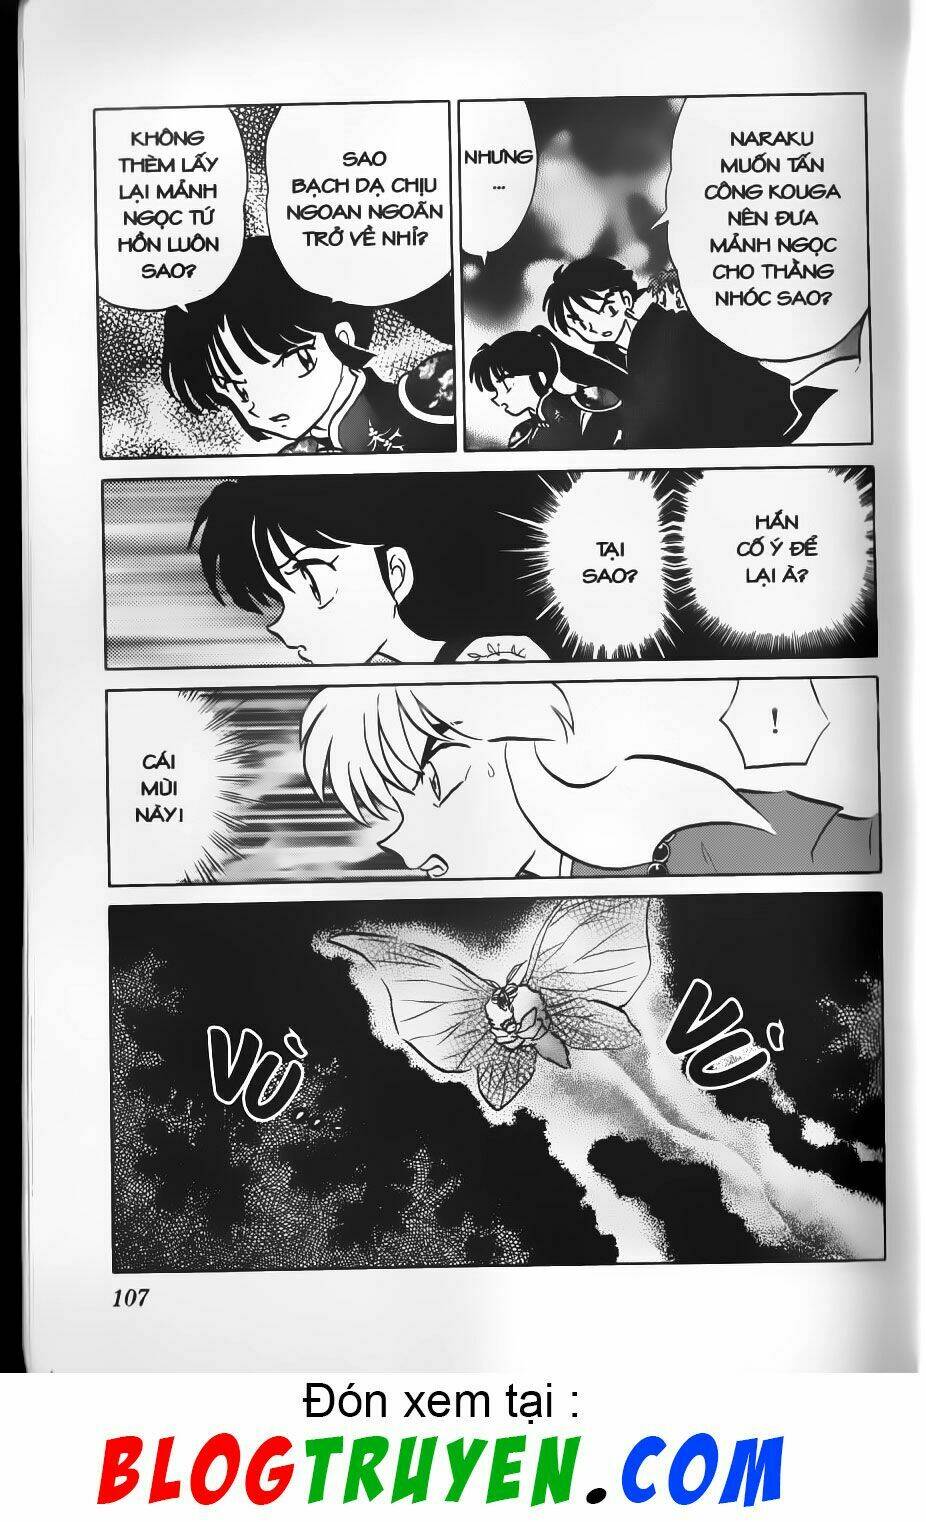 NARAKU
MUỐN TẤN
CÔNG KOUGA
NÊN ĐƯA
MẢNH NGỌC
CHO THẰNG
NHÓC SAO?
NHƯNG
...
SAO
BẠCH DẠ CHỊU
NGOAN NGOÃN
TRỞ VỀ NHỈ?
KHÔNG
THÈM LẤY
LẠI MẢNH
NGỌC TỨ
HỒN LUÔN
SAO?
HẮN
CỐ Ý ĐỂ
LẠI À?
TẠI
SAO?
!
CÁI
MÙI
NÀY!
VÙ
VÙ...
107
Đón xem tại :
BLOGTRUYEN.COM